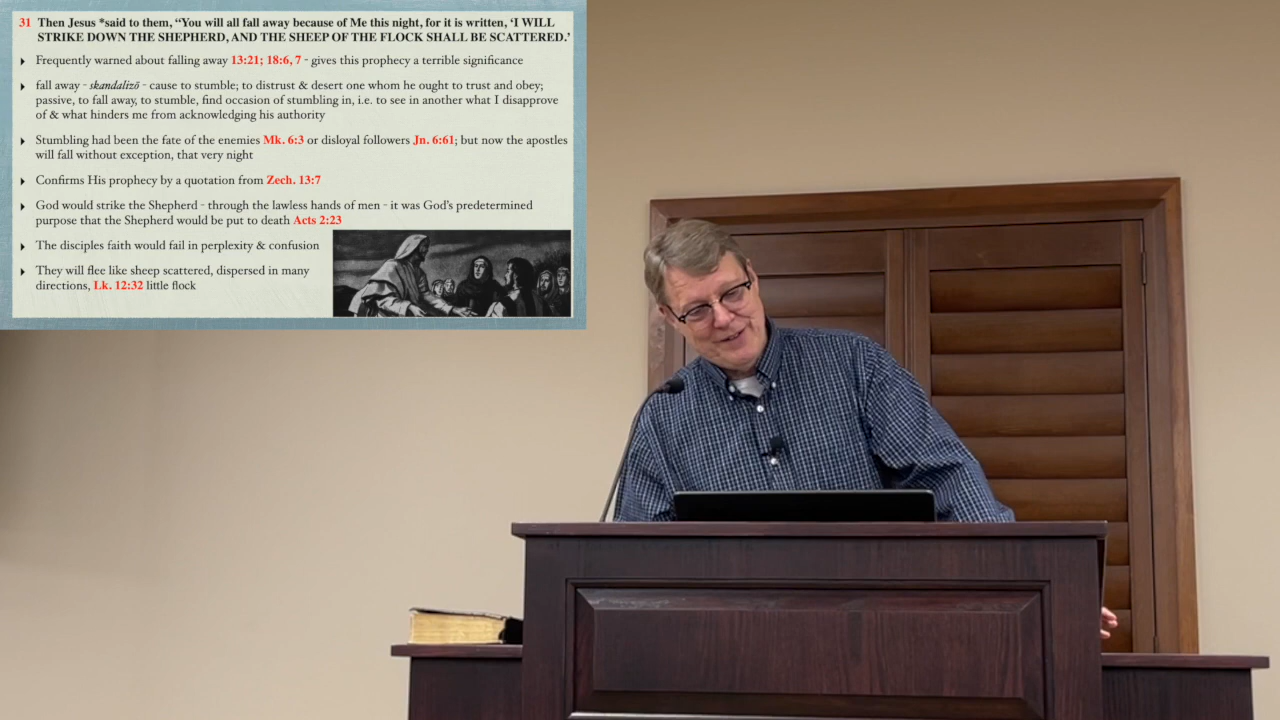 31 Then Jesus *said to them, “You will all fall away because of Me this night, for it is written, ‘I WILL
STRIKE DOWN THE SHEPHERD, AND THE SHEEP OF THE FLOCK SHALL BE SCATTERED.’
Frequently warned about falling away 13:21; 18:6, 7 - gives this prophecy a terrible significance
fall away - skandalizō - cause to stumble; to distrust & desert one whom he ought to trust and obey;
passive, to fall away, to stumble, find occasion of stumbling in, i.e. to see in another what I disapprove
of & what hinders me from acknowledging his authority
Stumbling had been the fate of the enemies Mk. 6:3 or disloyal followers Jn. 6:61; but now the apostles
will fall without exception, that very night
Confirms His prophecy by a quotation from Zech. 13:7
God would strike the Shepherd - through the lawless hands of men - it was God’s predetermined
purpose that the Shepherd would be put to death Acts 2:23
The disciples faith would fail in perplexity & confusion
They will flee like sheep scattered, dispersed in many
directions, Lk. 12:32 little flock